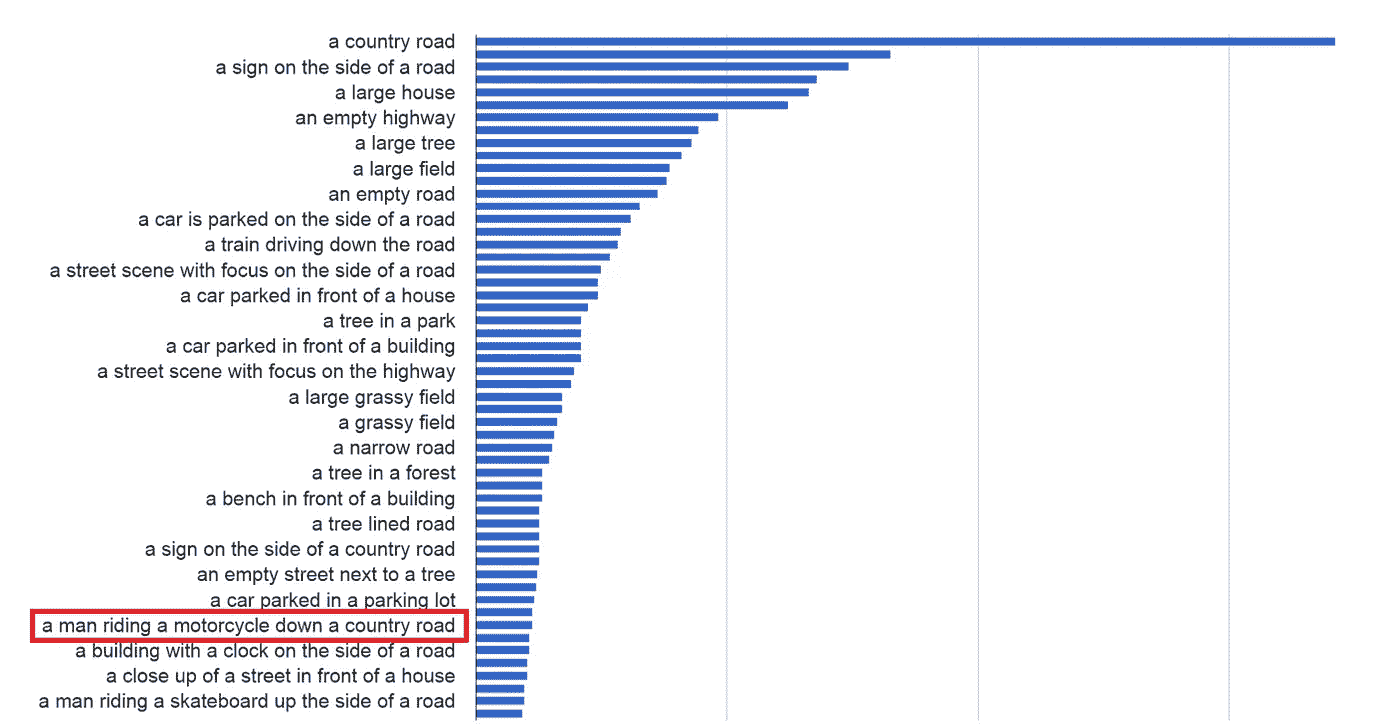 a country road
a sign on the side of a road
a large house
an empty highway
a large tree
a large field
an empty road
a car is parked on the side of a road
a train driving down the road
a street scene with focus on the side of a road
a car parked in front of a house
a tree in a park
a car parked in front of a building
a street scene with focus on the highway
a large grassy field
a grassy field
a narrow road
a tree in a forest
a bench in front of a building
a tree lined road
a sign on the side of a country road
an empty street next to a tree
a car parked in a parking lot
a man riding a motorcycle down a country road
a building with a clock on the side of a road
a close up of a street in front of a house
a man riding a skateboard up the side of a road